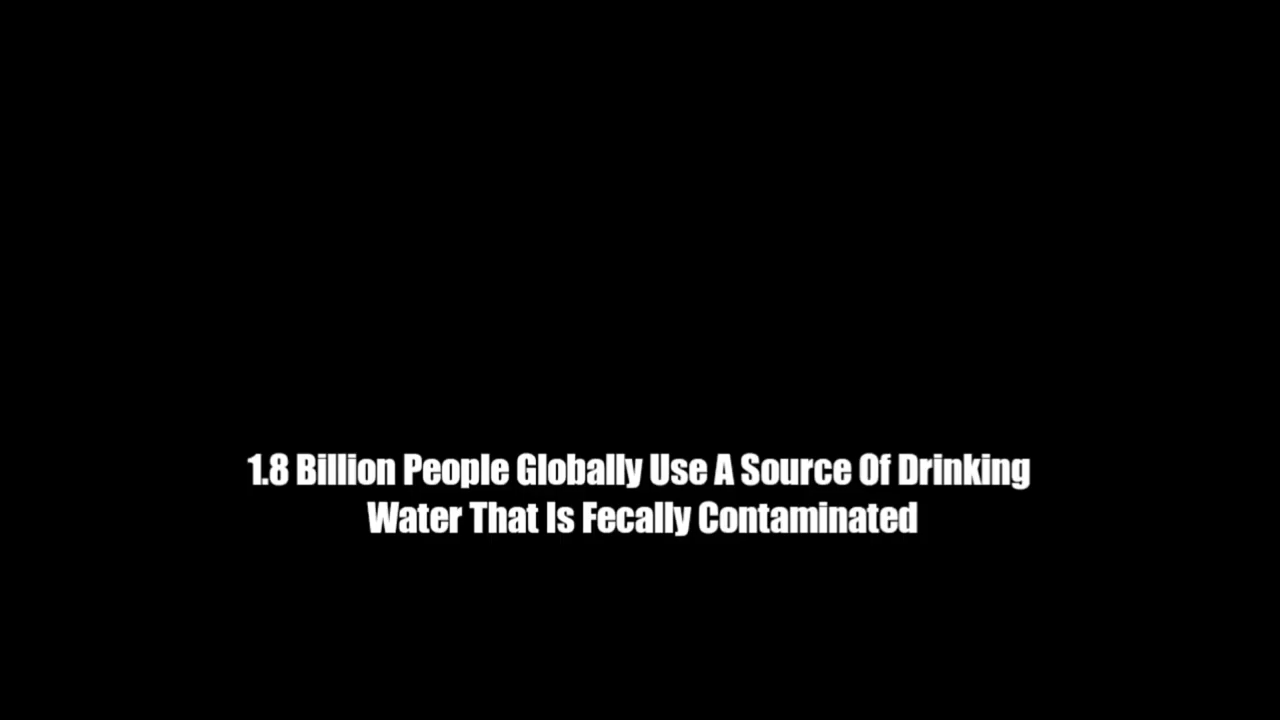 1.8 Billion People Globally Use A Source Of Drinking
Water That Is Fecally Contaminated